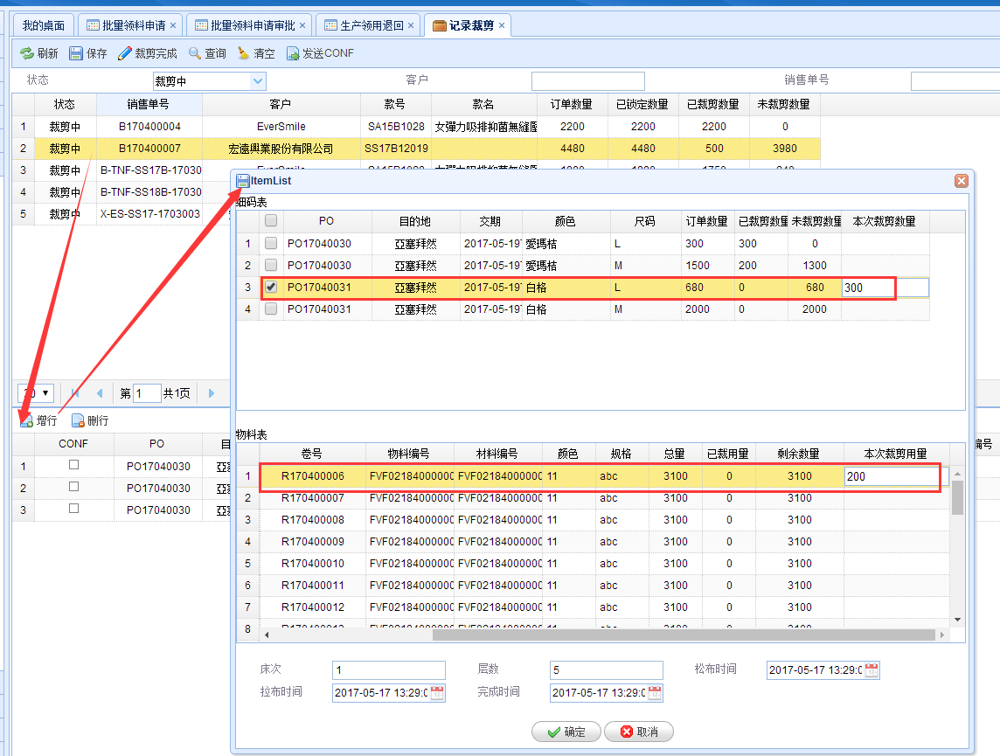 我的桌面 批量领料申请 × 批量领料申请审批 × 生产领用退回 × 记录裁剪 ×
刷新 保存 裁剪完成 查询 清空 发送CONF
状态 裁剪中 客户 销售单号
状态 销售单号 客户 款号 款名 订单数量 已锁定数量 已裁剪数量 未裁剪数量
1 裁剪中 B170400004 EverSmile SA15B1028 女彈力吸排抑菌無縫圓 2200 2200 2200 0
2 裁剪中 B170400007 宏遠興業股份有限公司 SS17B12019 4480 4480 500 3980
3 裁剪中 B-TNF-SS17B-17030
4 裁剪中 B-TNF-SS18B-17030
5 裁剪中 X-ES-SS17-1703003
第 1 共1页
增行 删行
CONF PO 目 编号
1 PO17040030 亞
2 PO17040030 亞
3 PO17040030 亞
ItemList
细码表
PO 目的地 交期 颜色 尺码 订单数量 已裁剪数量 未裁剪数量 本次裁剪数量
1 PO17040030 亞塞拜然 2017-05-19 愛瑪桔 L 300 300 0
2 PO17040030 亞塞拜然 2017-05-19 愛瑪桔 M 1500 200 1300
3 PO17040031 亞塞拜然 2017-05-19 白格 L 680 0 680 300
4 PO17040031 亞塞拜然 2017-05-19 白格 M 2000 0 2000
物料表
卷号 物料编号 材料编号 颜色 规格 总量 已裁用量 剩余数量 本次裁剪用量
1 R170400006 FVF02184000000 FVF02184000000 11 abc 3100 0 3100 200
2 R170400007 FVF02184000000 FVF02184000000 11 abc 3100 0 3100
3 R170400008 FVF02184000000 FVF02184000000 11 abc 3100 0 3100
4 R170400009 FVF02184000000 FVF02184000000 11 abc 3100 0 3100
5 R170400010 FVF02184000000 FVF02184000000 11 abc 3100 0 3100
6 R170400011 FVF02184000000 FVF02184000000 11 abc 3100 0 3100
7 R170400012 FVF02184000000 FVF02184000000 11 abc 3100 0 3100
8
床次 1 层数 5 松布时间 2017-05-17 13:29:0
拉布时间 2017-05-17 13:29:0 完成时间 2017-05-17 13:29:0
确定 取消